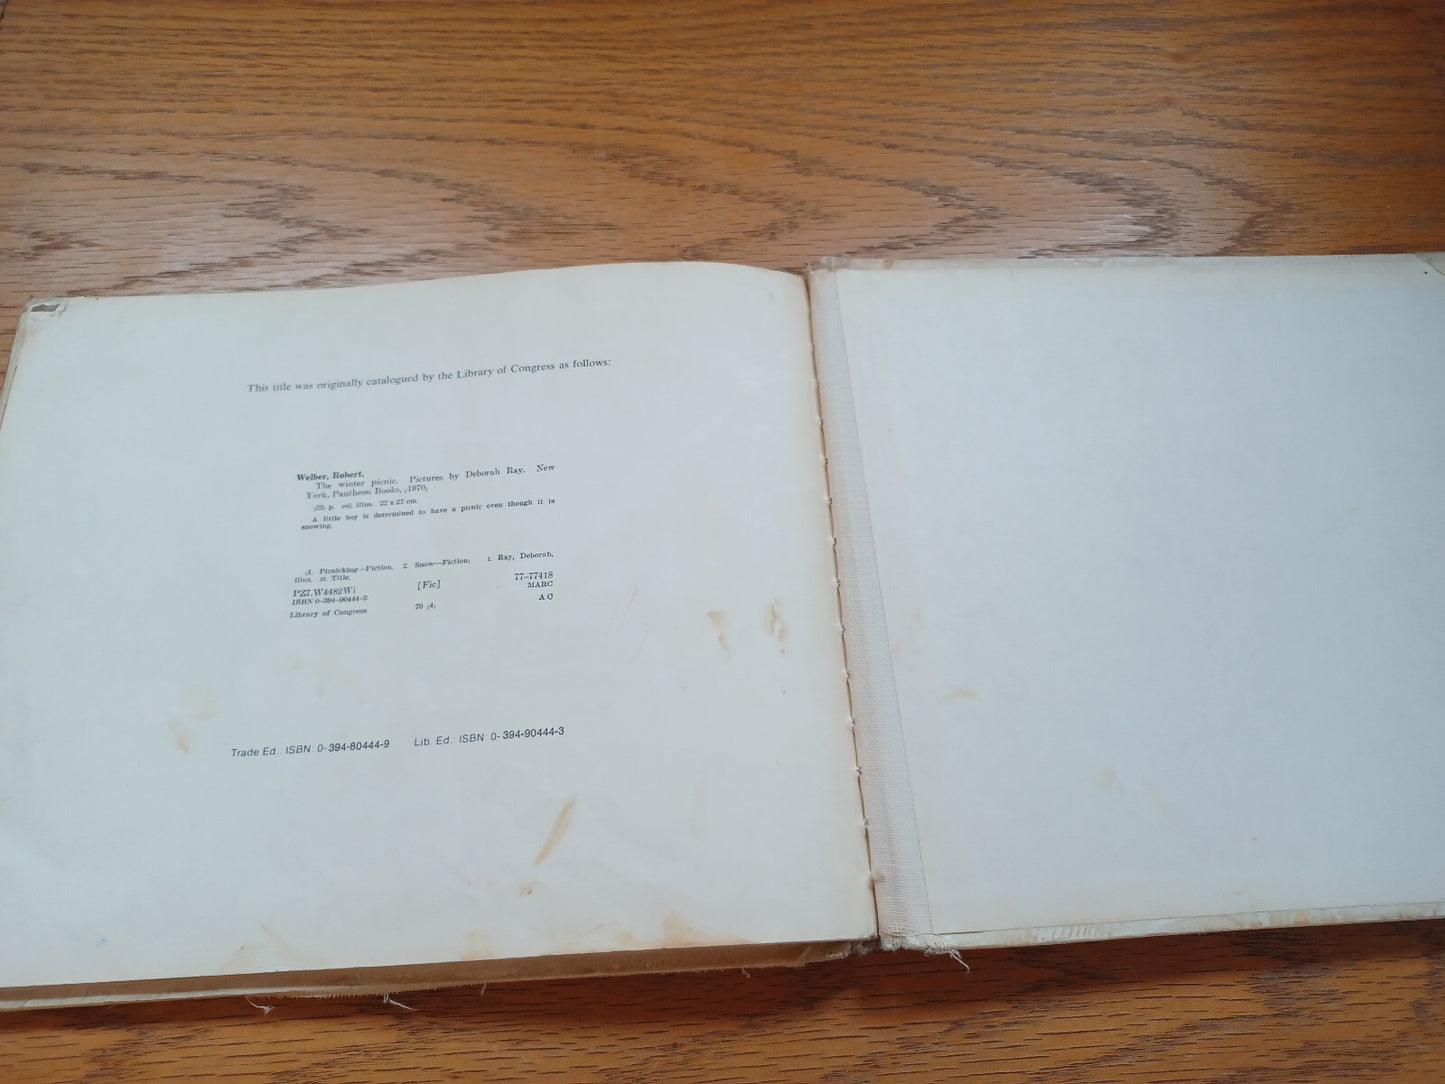 This title was originally catalogued by the Library of Congress as follows:
Welber, Robert.
The winter picnic. Pictures by Deborah Ray. New
York, Pantheon Books, [1970]
[25] p. col. illus. 22 x 27 cm.
A little boy is determined to have a picnic even though it is
snowing.
[1. Picnicking—Fiction. 2. Snow—Fiction] I. Ray, Deborah,
illus. II. Title.
PZ7.W4482Wi [Fic] 77-77418
ISBN 0-394-90444-3 MARC
Library of Congress 70 [4] A C
Trade Ed.: ISBN: 0-394-80444-9 Lib. Ed.: ISBN: 0-394-90444-3